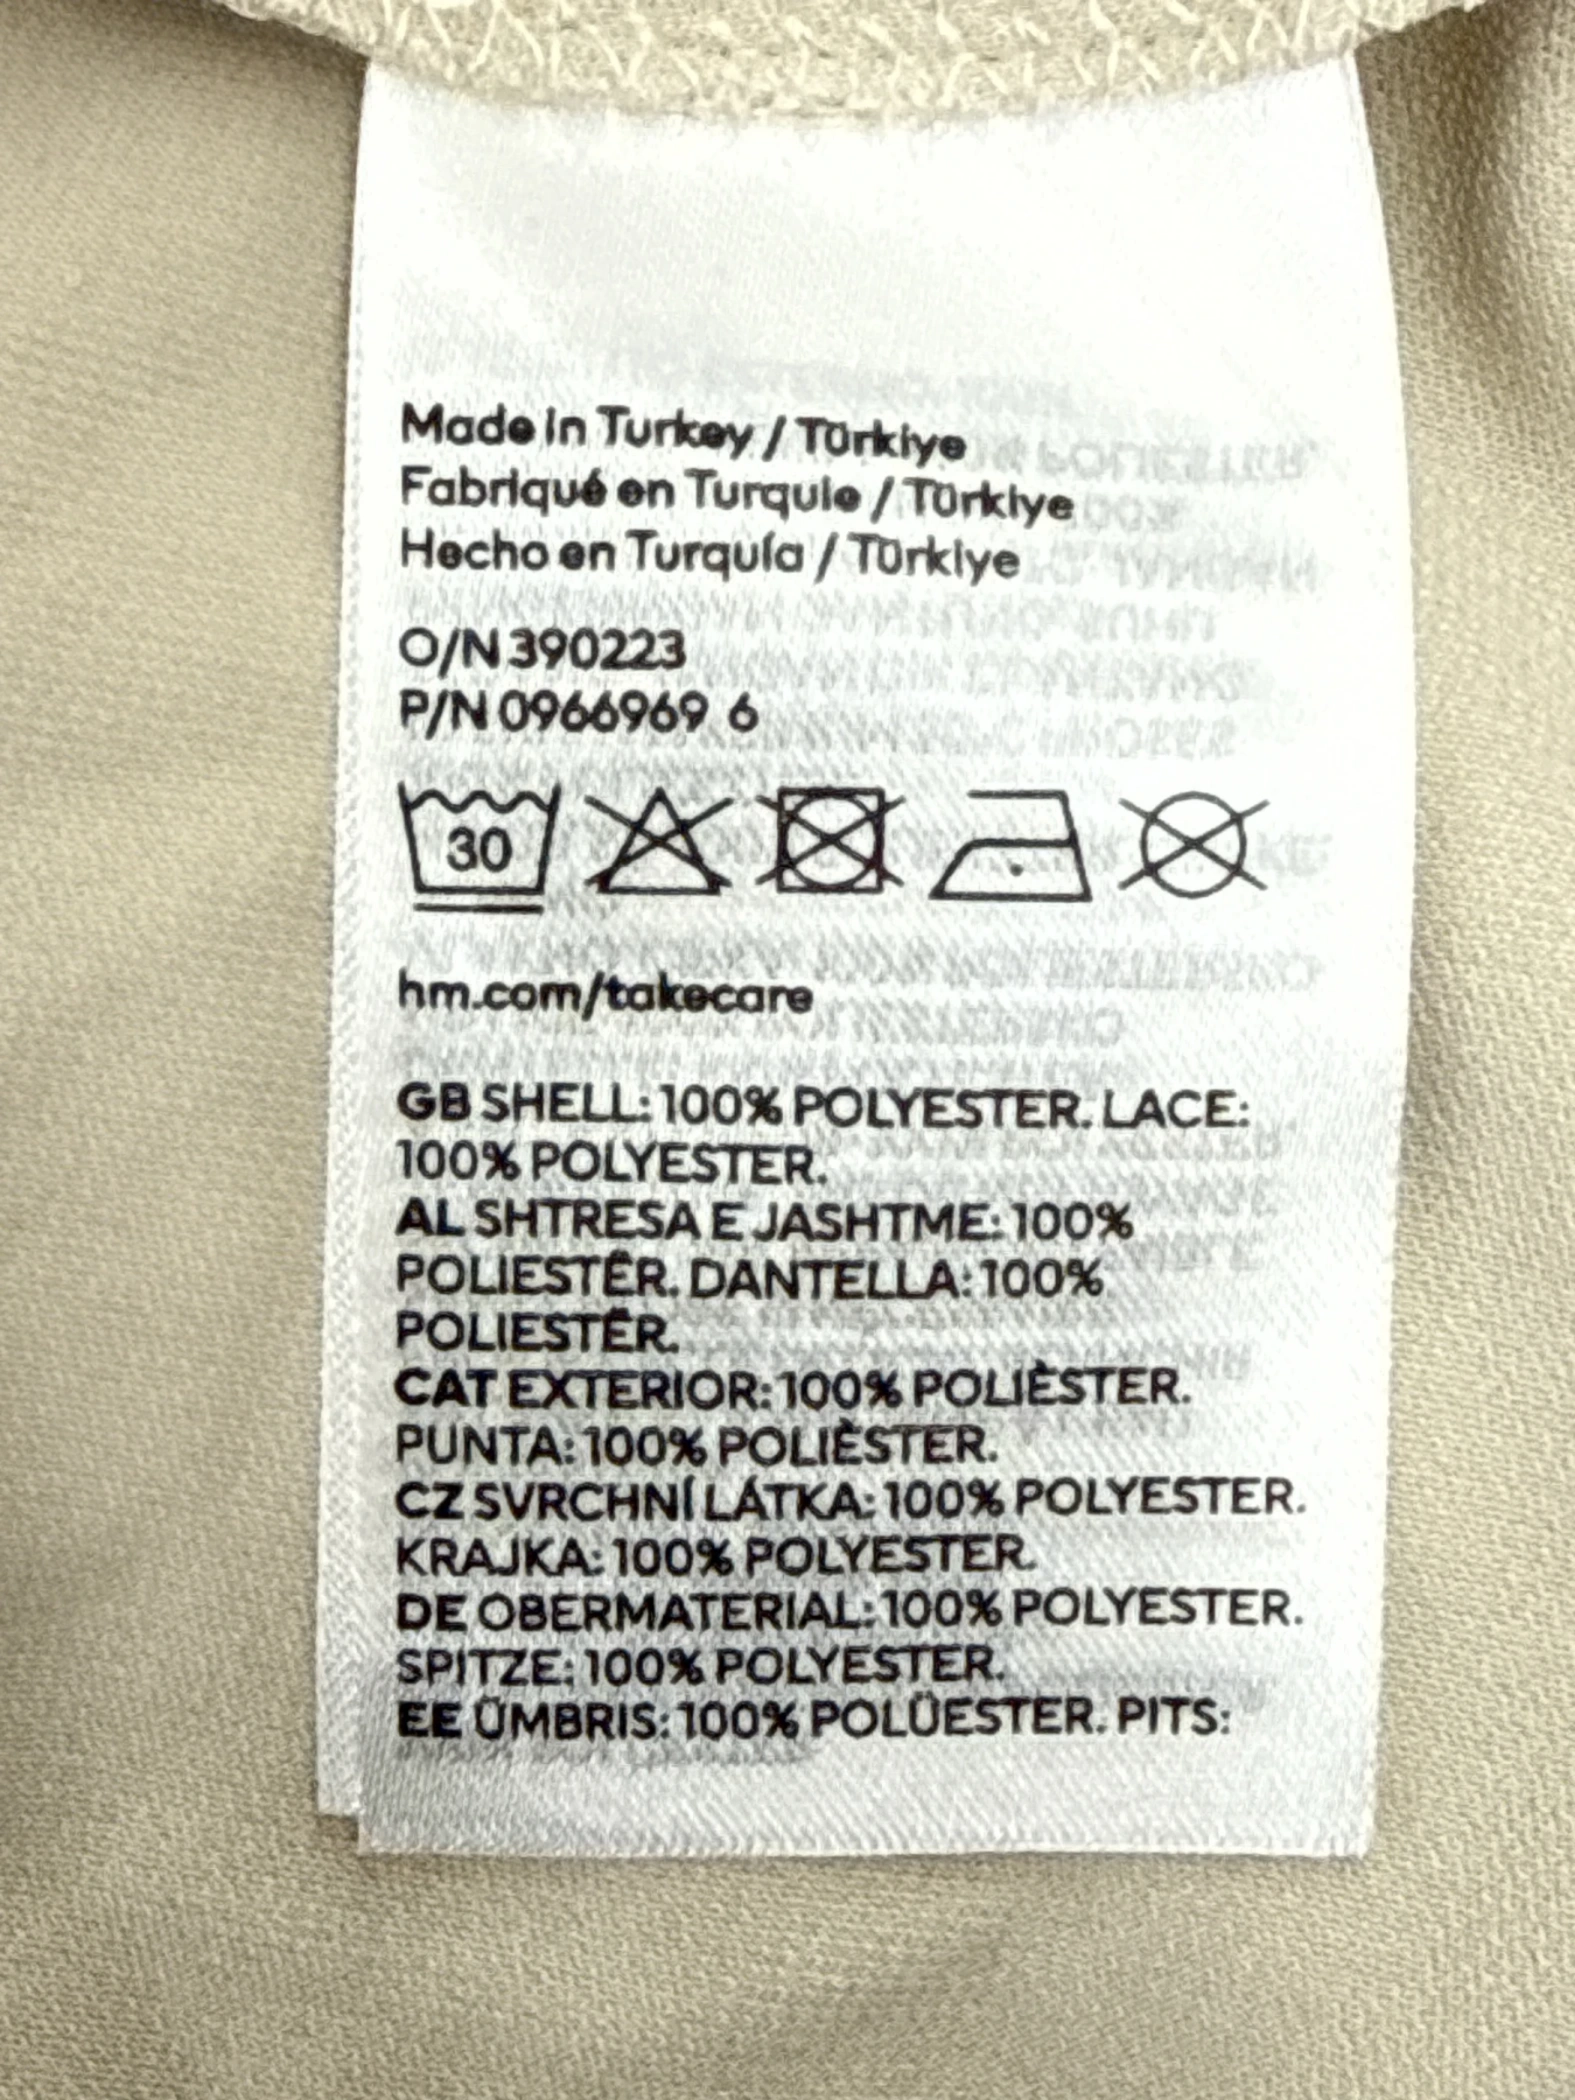 Made in Turkey / Türkiye
Fabriqué en Turquie / Türkiye
Hecho en Turquía / Türkiye
O/N 390223
P/N 0966969 6
30
hm.com/takecare
GB SHELL: 100% POLYESTER. LACE:
100% POLYESTER.
AL SHTRESA E JASHTME: 100%
POLIESTËR. DANTELLA: 100%
POLIESTËR.
CAT EXTERIOR: 100% POLIÈSTER.
PUNTA: 100% POLIÈSTER.
CZ SVRCHNÍ LÁTKA: 100% POLYESTER.
KRAJKA: 100% POLYESTER.
DE OBERMATERIAL: 100% POLYESTER.
SPITZE: 100% POLYESTER.
EE ÜMBRIS: 100% POLÜESTER. PITS: